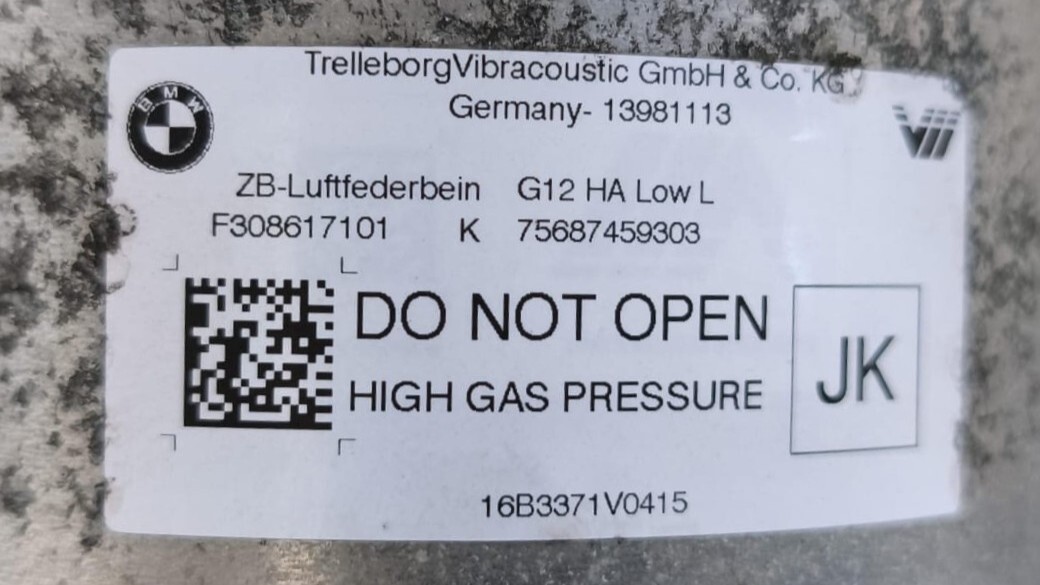 TrelleborgVibracoustic GmbH & Co. KG
Germany- 13981113
BMW
ZB-Luftfederbein G12 HA Low L
F308617101 K 75687459303
DO NOT OPEN
HIGH GAS PRESSURE
JK
16B3371V0415